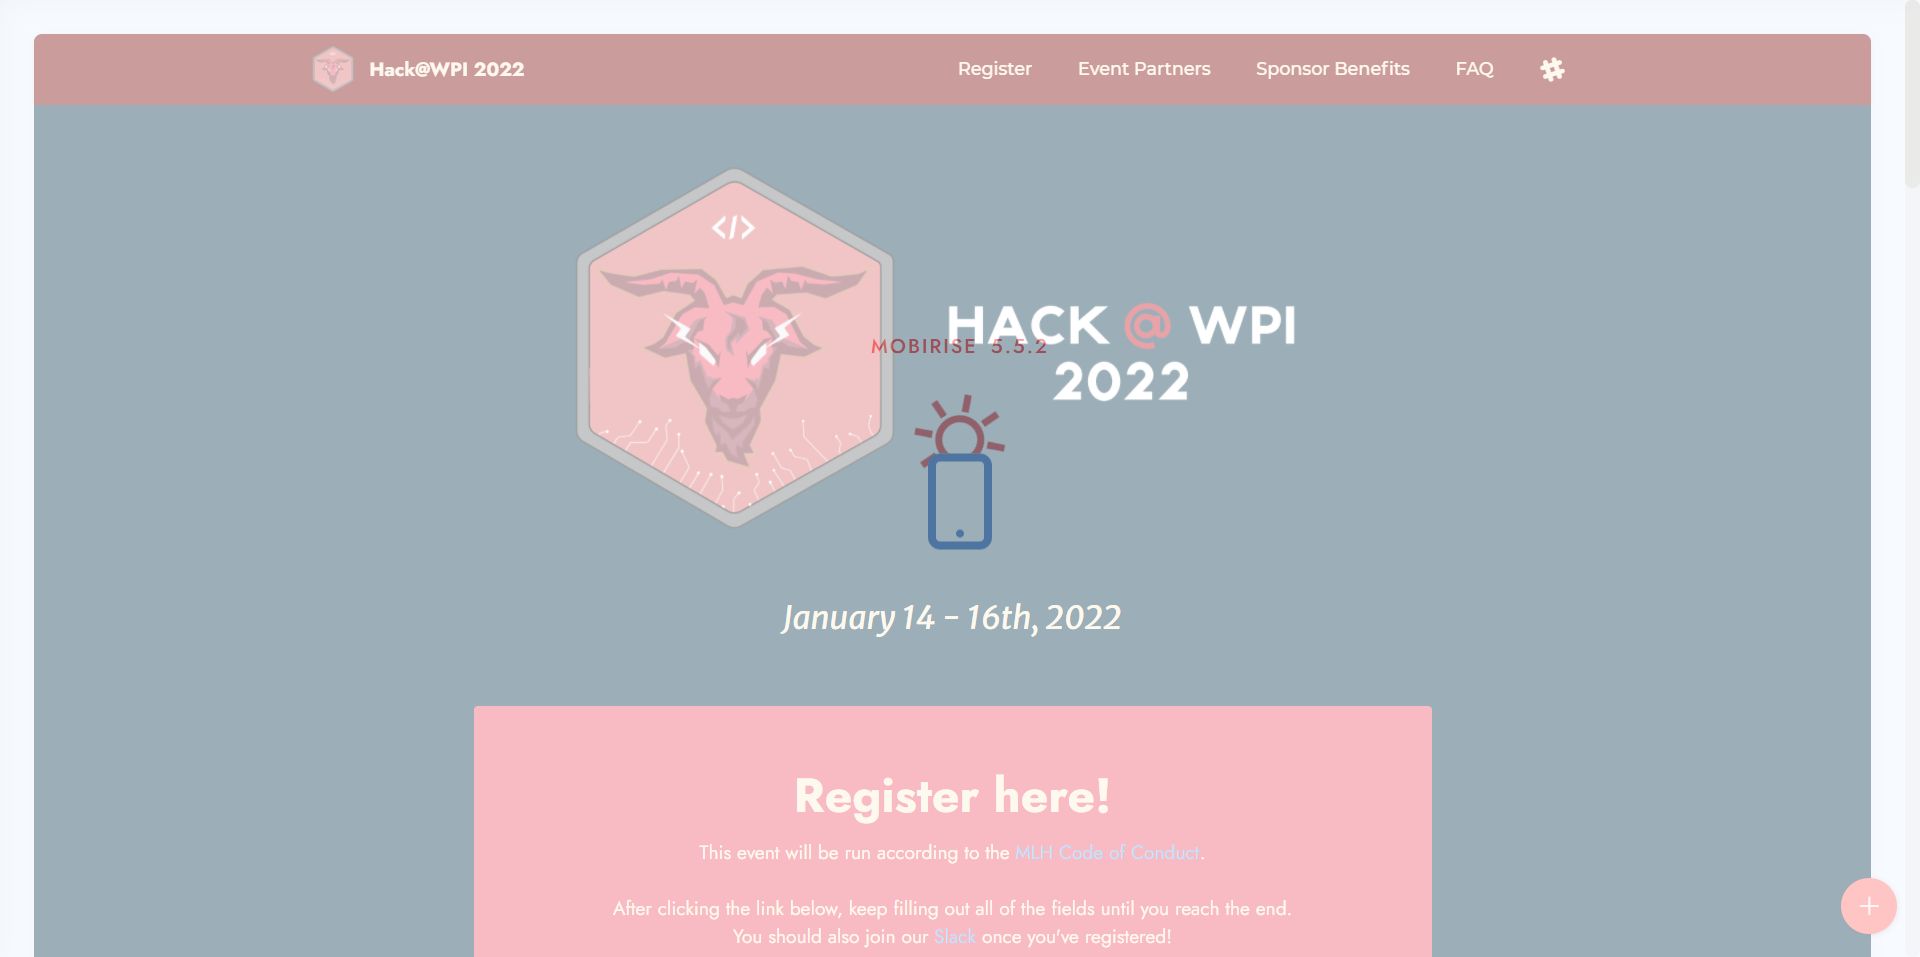 Hack@WPI 2022
Register
Event Partners
Sponsor Benefits
FAQ
</>
HACK @ WPI
2022
MOBIRISE 5.5.2
January 14 - 16th, 2022
Register here!
This event will be run according to the MLH Code of Conduct.
After clicking the link below, keep filling out all of the fields until you reach the end.
You should also join our Slack once you've registered!